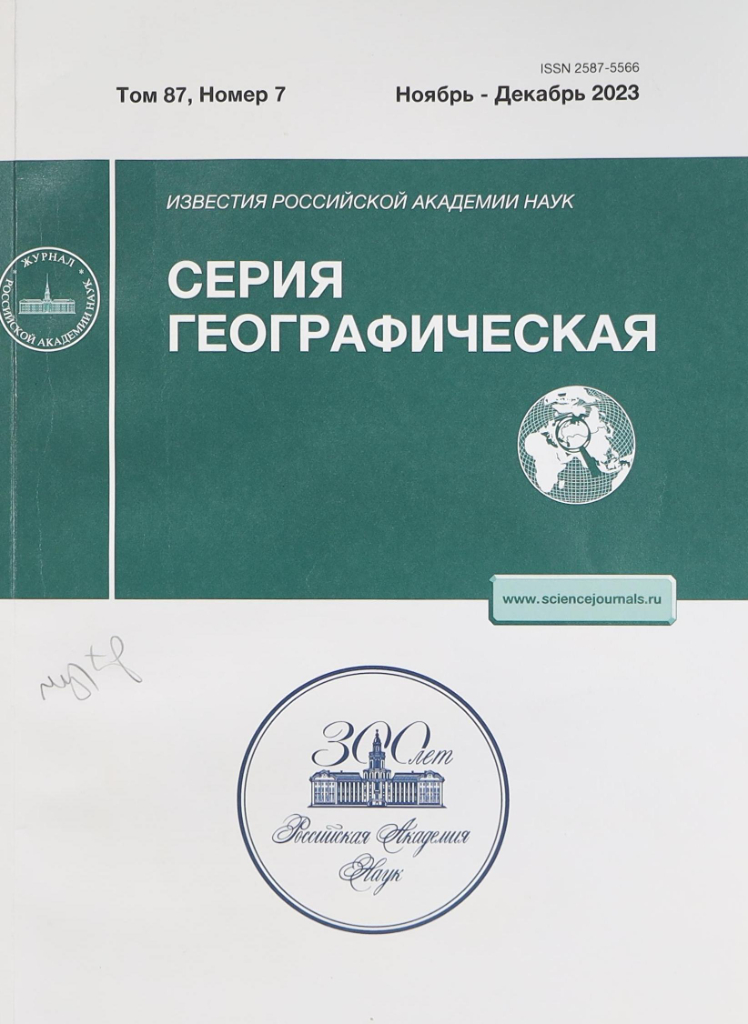 ISSN 2587-5566
Том 87, Номер 7
Ноябрь - Декабрь 2023
ИЗВЕСТИЯ РОССИЙСКОЙ АКАДЕМИИ НАУК
СЕРИЯ
ГЕОГРАФИЧЕСКАЯ
* ЖУРНАЛ *
РОССИЙСКОЙ АКАДЕМИИ НАУК
www.sciencejournals.ru
300 лет
Российская Академия
Наук